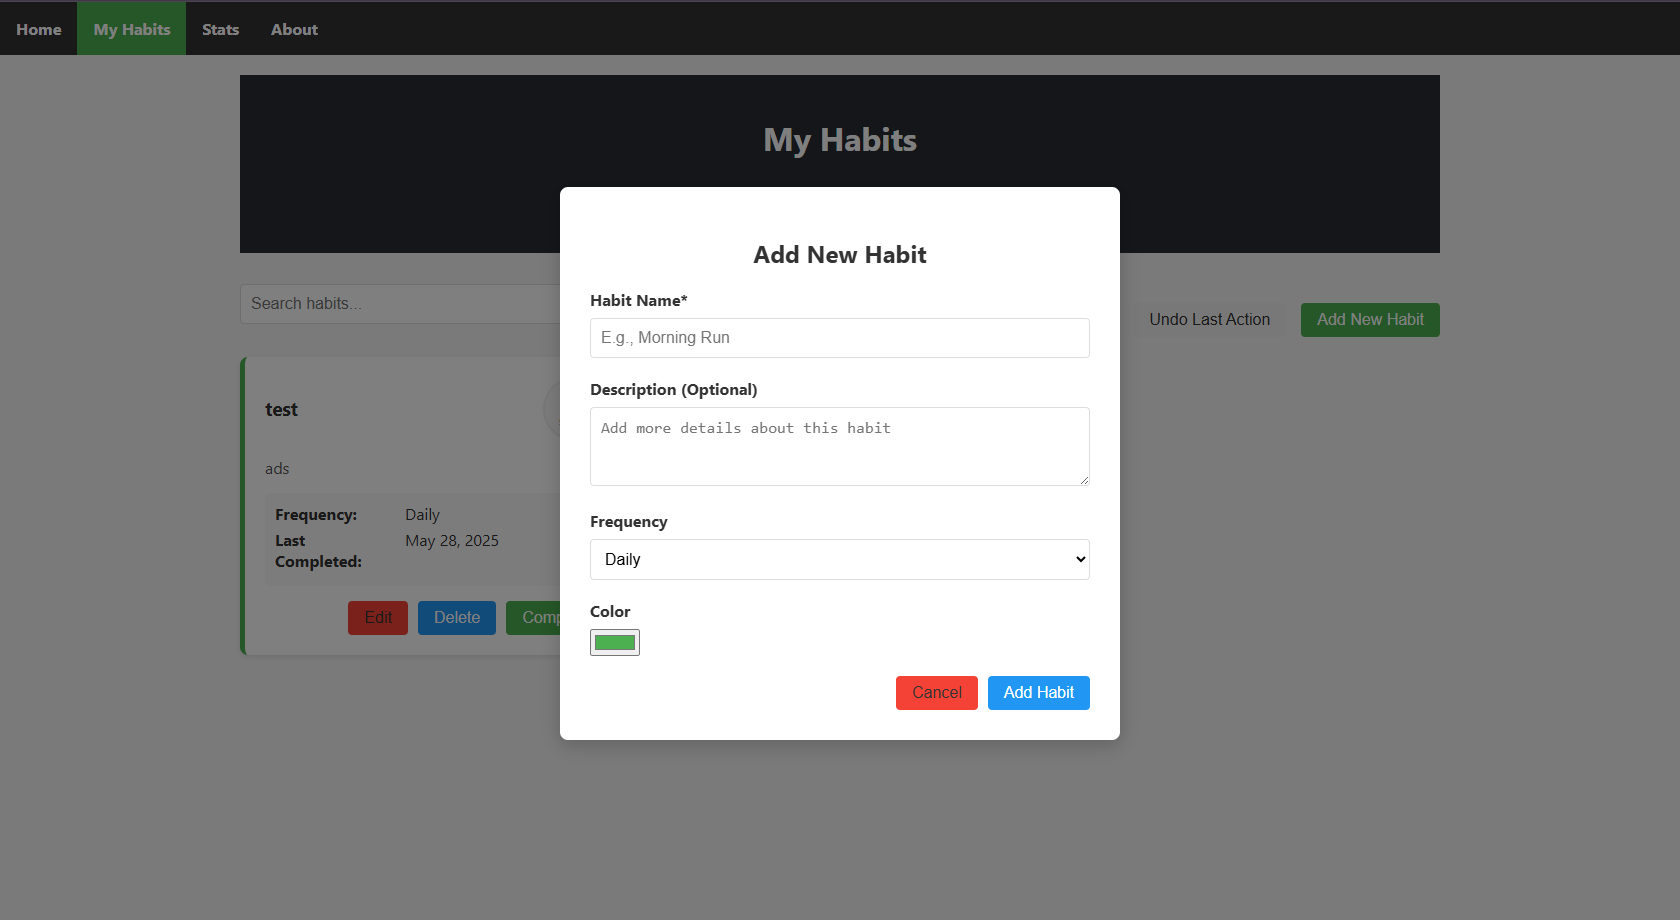 Home My Habits Stats About
My Habits
Search habits...
Undo Last Action
Add New Habit
test
ads
Frequency: Daily
Last Completed: May 28, 2025
Edit Delete
Add New Habit
Habit Name*
E.g., Morning Run
Description (Optional)
Add more details about this habit
Frequency
Daily
Color
Cancel Add Habit